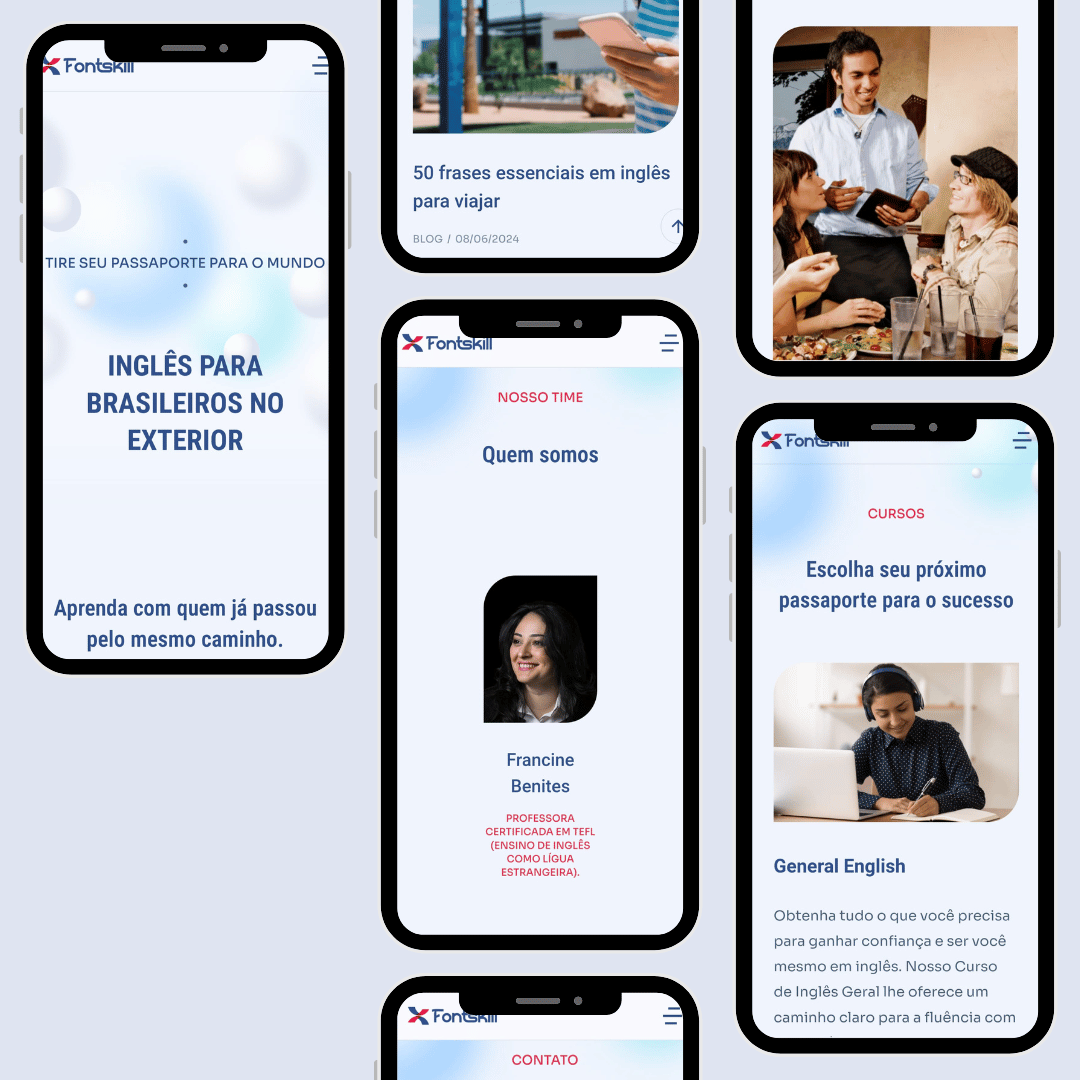 Fontskill
TIRE SEU PASSAPORTE PARA O MUNDO
INGLÊS PARA
BRASILEIROS NO
EXTERIOR
Aprenda com quem já passou
pelo mesmo caminho.
50 frases essenciais em inglês
para viajar
BLOG / 08/06/2024
Fontskill
NOSSO TIME
Quem somos
Francine
Benites
PROFESSORA
CERTIFICADA EM TEFL
(ENSINO DE INGLÊS
COMO LÍGUA
ESTRANGEIRA).
Fontskill
CONTATO
Fontskill
CURSOS
Escolha seu próximo
passaporte para o sucesso
General English
Obtenha tudo o que você precisa
para ganhar confiança e ser você
mesmo em inglês. Nosso Curso
de Inglês Geral lhe oferece um
caminho claro para a fluência com